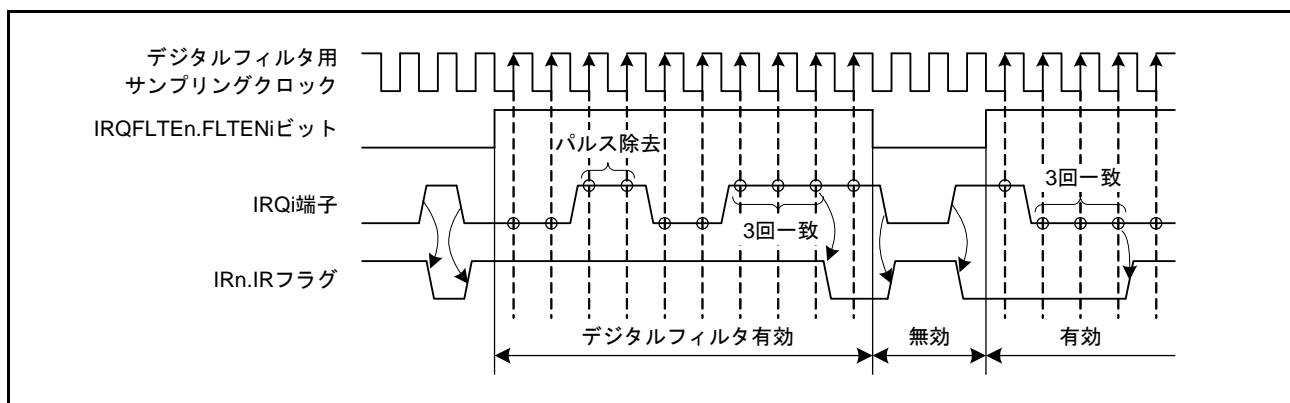 デジタルフィルタ用
サンプリングクロック
IRQFLTEn.FLTENiビット
パルス除去
3回一致
IRQi端子
3回一致
IRn.IRフラグ
デジタルフィルタ有効
無効
有効